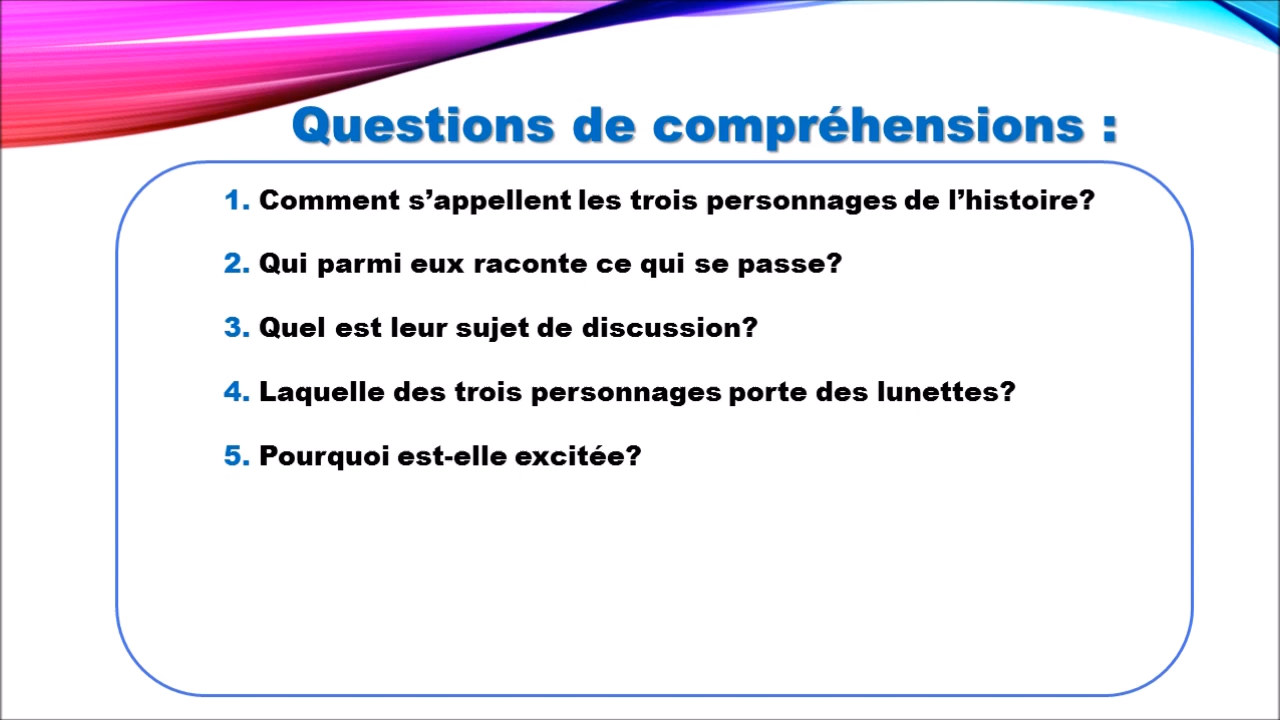 Questions de compréhensions :
1. Comment s’appellent les trois personnages de l’histoire?
2. Qui parmi eux raconte ce qui se passe?
3. Quel est leur sujet de discussion?
4. Laquelle des trois personnages porte des lunettes?
5. Pourquoi est-elle excitée?